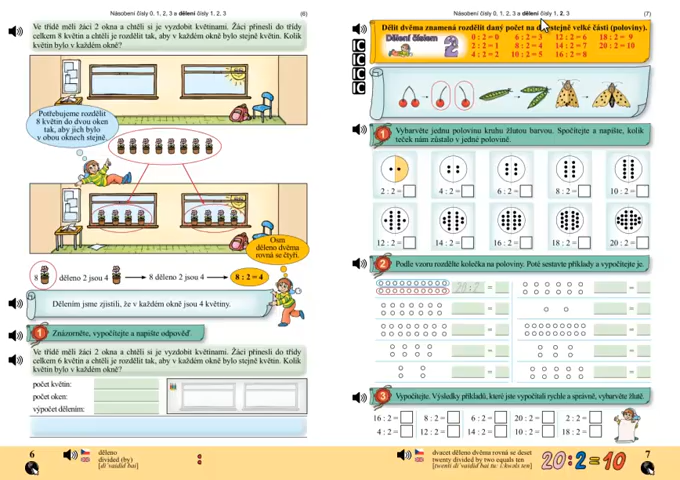 Násobení čísly 0, 1, 2, 3 a dělení čísly 1, 2, 3
(6)
Ve třídě měli žáci 2 okna a chtěli si je vyzdobit květinami. Žáci přinesli do třídy
celkem 8 květin a chtěli je rozdělit tak, aby v každém okně bylo stejně květin. Kolik
květin bylo v každém okně?
Potřebujeme rozdělit
8 květin do dvou oken
tak, aby jich bylo
v obou oknech stejně.
Osm
děleno dvěma
rovná se čtyři.
8 děleno 2 jsou 4 → 8 děleno 2 jsou 4 → 8 : 2 = 4
Dělením jsme zjistili, že v každém okně jsou 4 květiny.
1 Znázorněte, vypočítejte a napište odpověď.
Ve třídě měli žáci 2 okna a chtěli si je vyzdobit květinami. Žáci přinesli do třídy
celkem 6 květin a chtěli je rozdělit tak, aby v každém okně bylo stejně květin. Kolik
květin bylo v každém okně?
počet květin:
počet oken:
výpočet dělením:
6
děleno
divided (by)
:
Násobení čísly 0, 1, 2, 3 a dělení čísly 1, 2, 3
(7)
Dělit dvěma znamená rozdělit daný počet na dvě stejně velké části (poloviny).
Dělení číslem 2
0 : 2 = 0 6 : 2 = 3 12 : 2 = 6 18 : 2 = 9
2 : 2 = 1 8 : 2 = 4 14 : 2 = 7 20 : 2 = 10
4 : 2 = 2 10 : 2 = 5 16 : 2 = 8
1 Vybarvěte jednu polovinu kruhu žlutou barvou. Spočítejte a napište, kolik
teček nám zůstalo v jedné polovině.
2 : 2 = 4 : 2 = 6 : 2 = 8 : 2 = 10 : 2 =
12 : 2 = 14 : 2 = 16 : 2 = 18 : 2 = 20 : 2 =
2 Podle vzoru rozdělte kolečka na poloviny. Poté sestavte příklady a vypočítejte je.
20 : 2 = =
= =
= =
= =
= =
3 Vypočítejte. Výsledky příkladů, které jste vypočítali rychle a správně, vybarvěte žlutě.
16 : 2 = 8 : 2 = 6 : 2 = 20 : 2 = 2 : 2 =
4 : 2 = 12 : 2 = 14 : 2 = 10 : 2 = 18 : 2 =
dvacet děleno dvěma rovná se deset
twenty divided by two equals ten
20 : 2 = 10
7